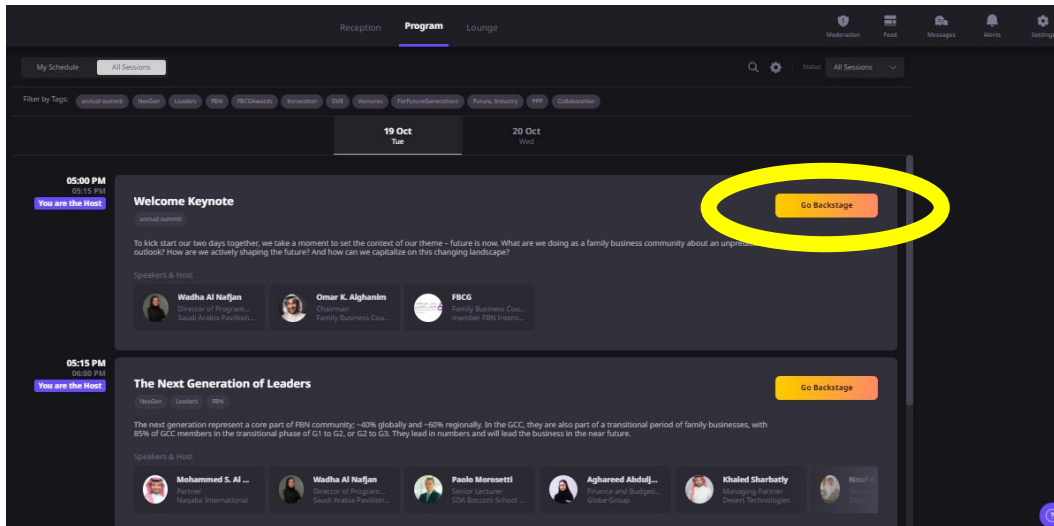 Reception Program Lounge
Moderation Feed Messages Alerts Settings
My Schedule All Sessions
Status All Sessions
Filter by Tags: annual summit NexGen Leaders FBN FBCGAwards Innovation SME Ventures ForFutureGenerations Future, Industry PPP Collaboration
19 Oct
Tue
20 Oct
Wed
05:00 PM
05:15 PM
You are the Host
Welcome Keynote
Go Backstage
annual summit
To kick start our two days together, we take a moment to set the context of our theme – future is now. What are we doing as a family business community about an
outlook? How are we actively shaping the future? And how can we capitalize on this changing landscape?
Speakers & Host
Wadha Al Nafjan
Director of Program...
Saudi Arabia Pavillion...
Omar K. Alghanim
Chairman
Family Business Cou...
FBCG
Family Business Cou...
member FBN Intern...
05:15 PM
06:00 PM
You are the Host
The Next Generation of Leaders
Go Backstage
NexGen Leaders FBN
The next generation represent a core part of FBN community; ~40% globally and ~60% regionally. In the GCC, they are also part of a transitional period of family businesses, with
85% of GCC members in the transitional phase of G1 to G2, or G2 to G3. They lead in numbers and will lead the business in the near future.
Speakers & Host
Mohammed S. Al ...
Partner
Naqaba International
Wadha Al Nafjan
Director of Program...
Saudi Arabia Pavillion...
Paolo Morosetti
Senior Lecturer
SDA Bocconi School ...
Aghareed Abdulj...
Finance and Budgeti...
Globe Group
Khaled Sharbatly
Managing Partner
Desert Technologies
Nouf